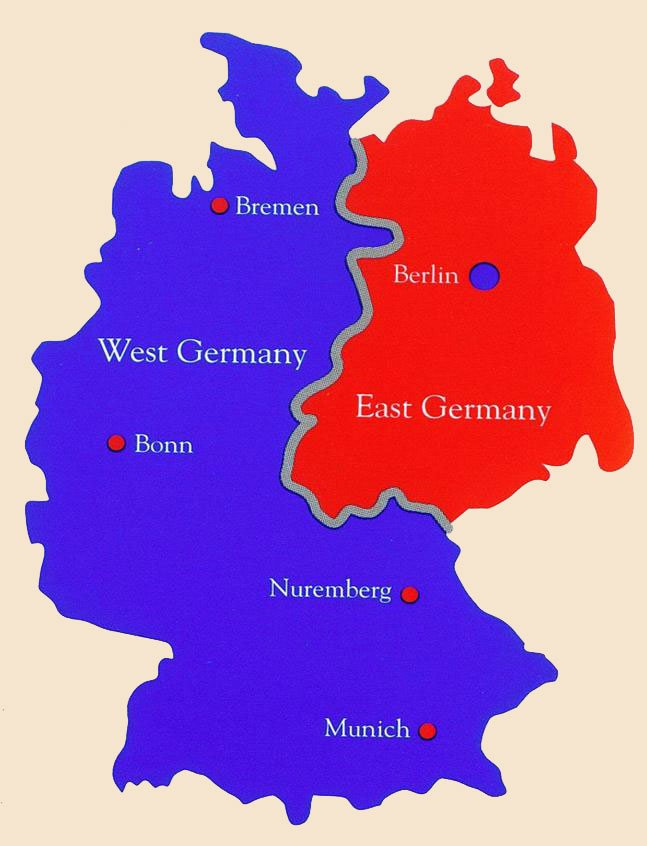 Bremen
Berlin
West Germany
East Germany
Bonn
Nuremberg
Munich